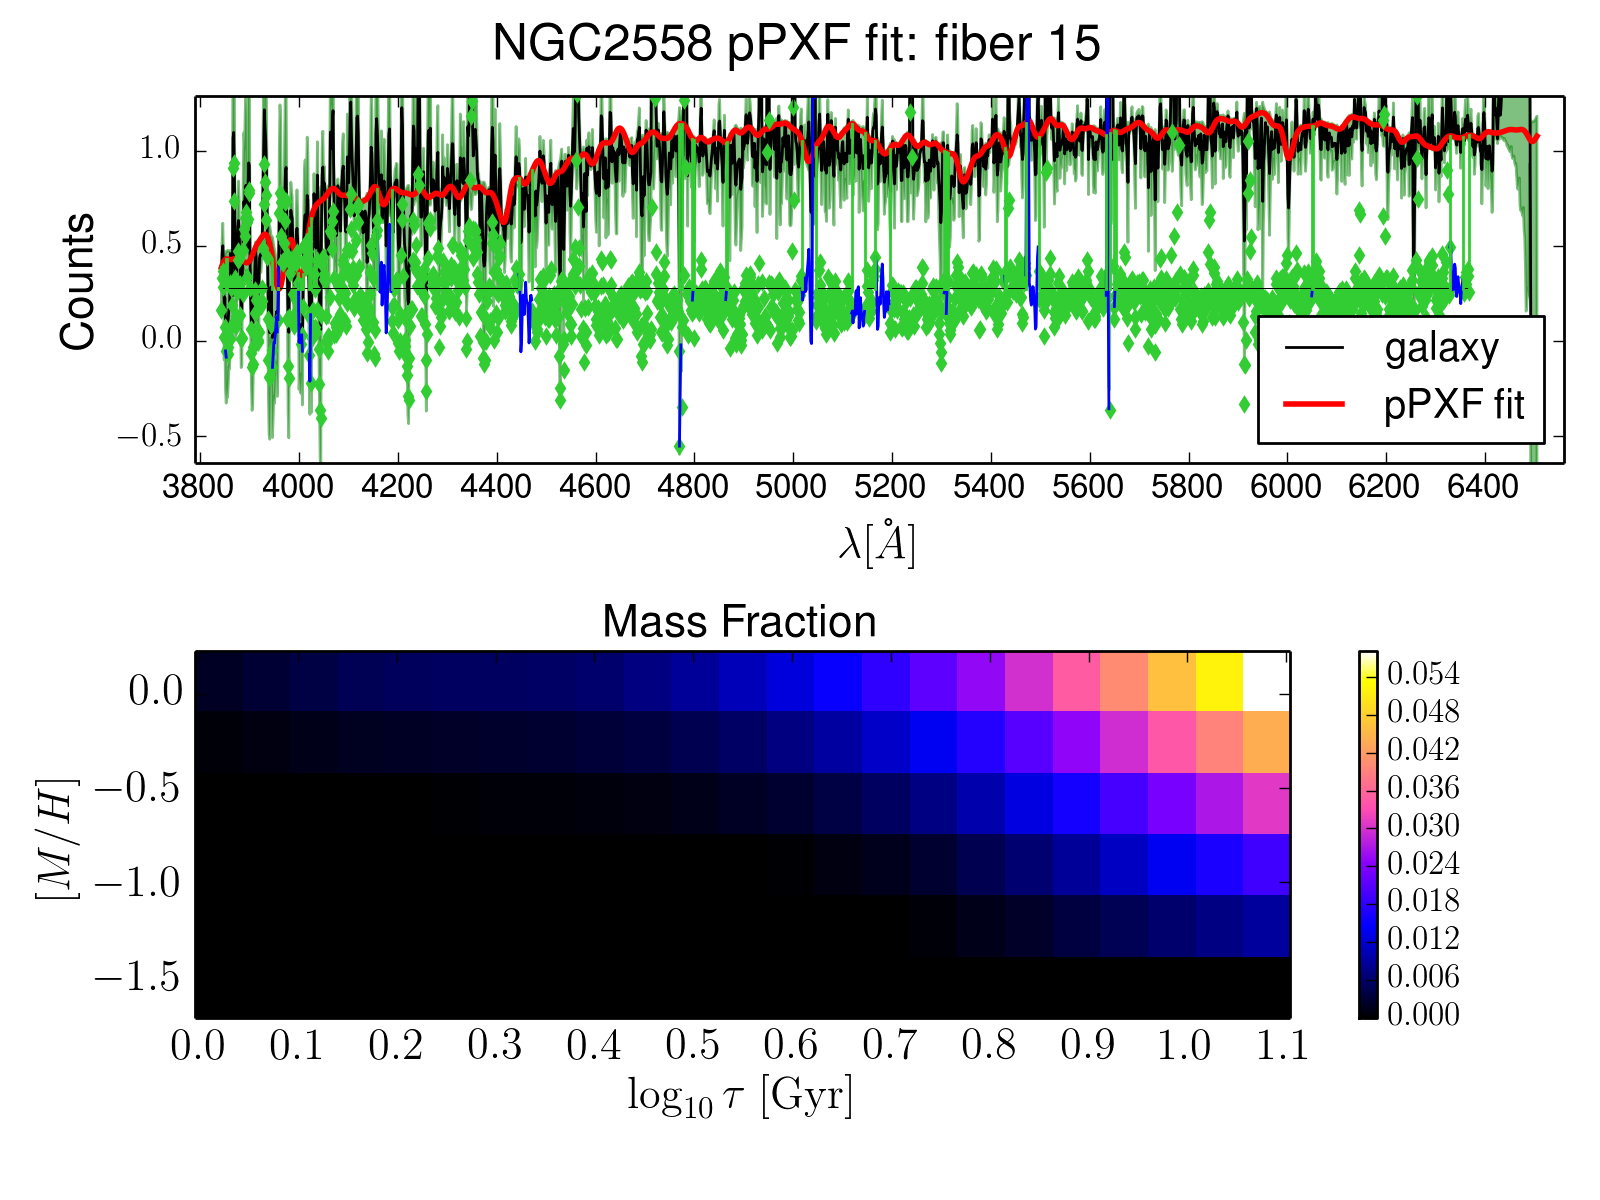 NGC2558 pPXF fit: fiber 15
Counts
1.0
0.5
0.0
−0.5
galaxy
pPXF fit
3800 4000 4200 4400 4600 4800 5000 5200 5400 5600 5800 6000 6200 6400
λ[Å]
Mass Fraction
[M/H]
0.0
−0.5
−1.0
−1.5
0.0 0.1 0.2 0.3 0.4 0.5 0.6 0.7 0.8 0.9 1.0 1.1
log₁₀ τ [Gyr]
0.054
0.048
0.042
0.036
0.030
0.024
0.018
0.012
0.006
0.000